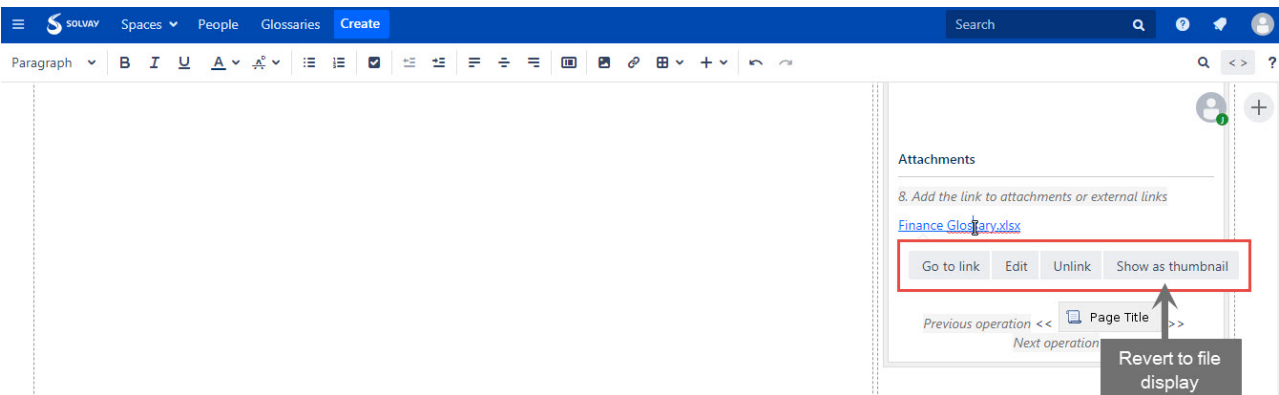 SOLVAY Spaces People Glossaries Create Search ?
Paragraph B I U A < > ?
J
Attachments
8. Add the link to attachments or external links
Finance Glossary.xlsx
Go to link Edit Unlink Show as thumbnail
Previous operation << Page Title >>
Next operation
Revert to file
display